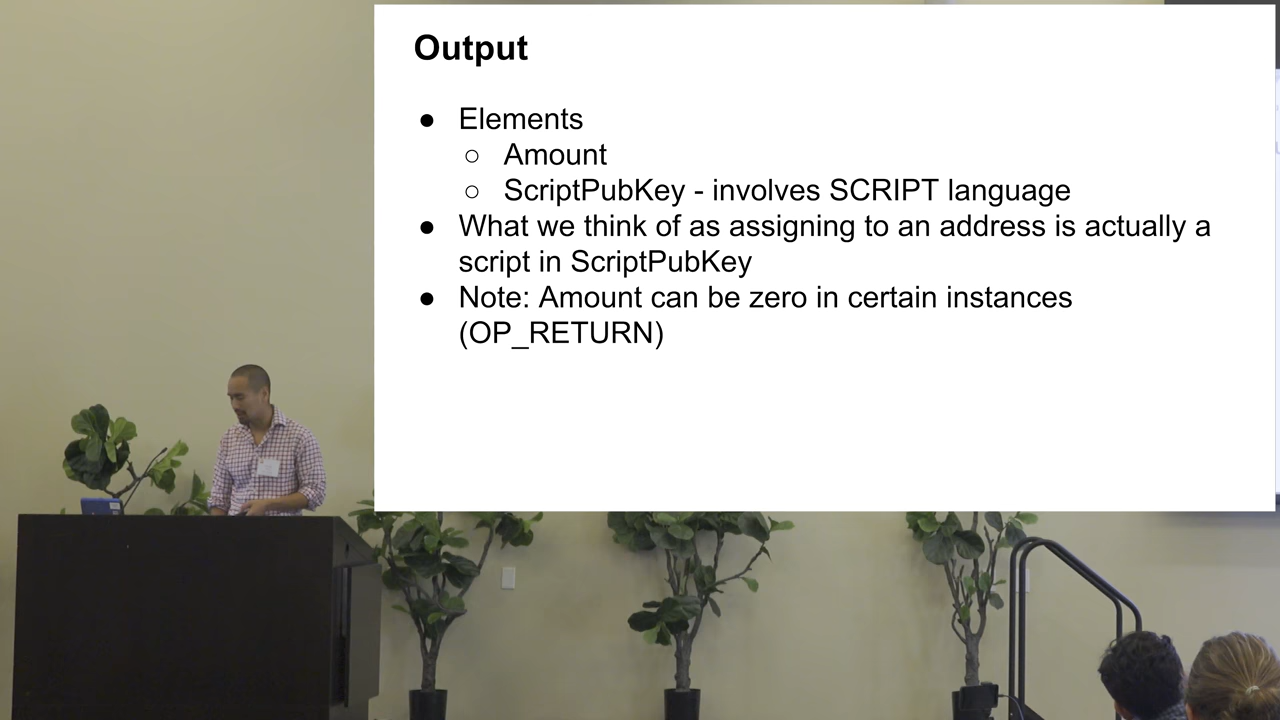 Output
● Elements
○ Amount
○ ScriptPubKey - involves SCRIPT language
● What we think of as assigning to an address is actually a
script in ScriptPubKey
● Note: Amount can be zero in certain instances
(OP_RETURN)